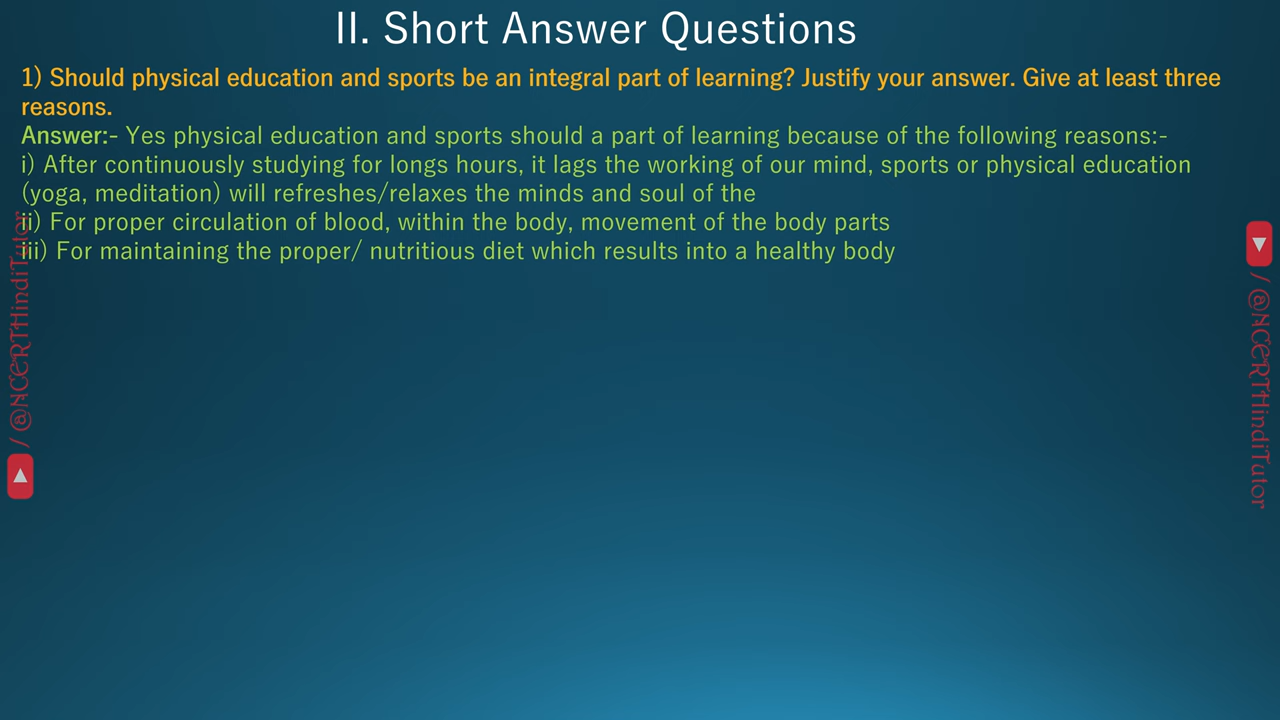 II. Short Answer Questions
1) Should physical education and sports be an integral part of learning? Justify your answer. Give at least three
reasons.
Answer:- Yes physical education and sports should a part of learning because of the following reasons:-
i) After continuously studying for longs hours, it lags the working of our mind, sports or physical education
(yoga, meditation) will refreshes/relaxes the minds and soul of the
ii) For proper circulation of blood, within the body, movement of the body parts
iii) For maintaining the proper/ nutritious diet which results into a healthy body
/ @NCERTHindiTutor
/ @NCERTHindiTutor